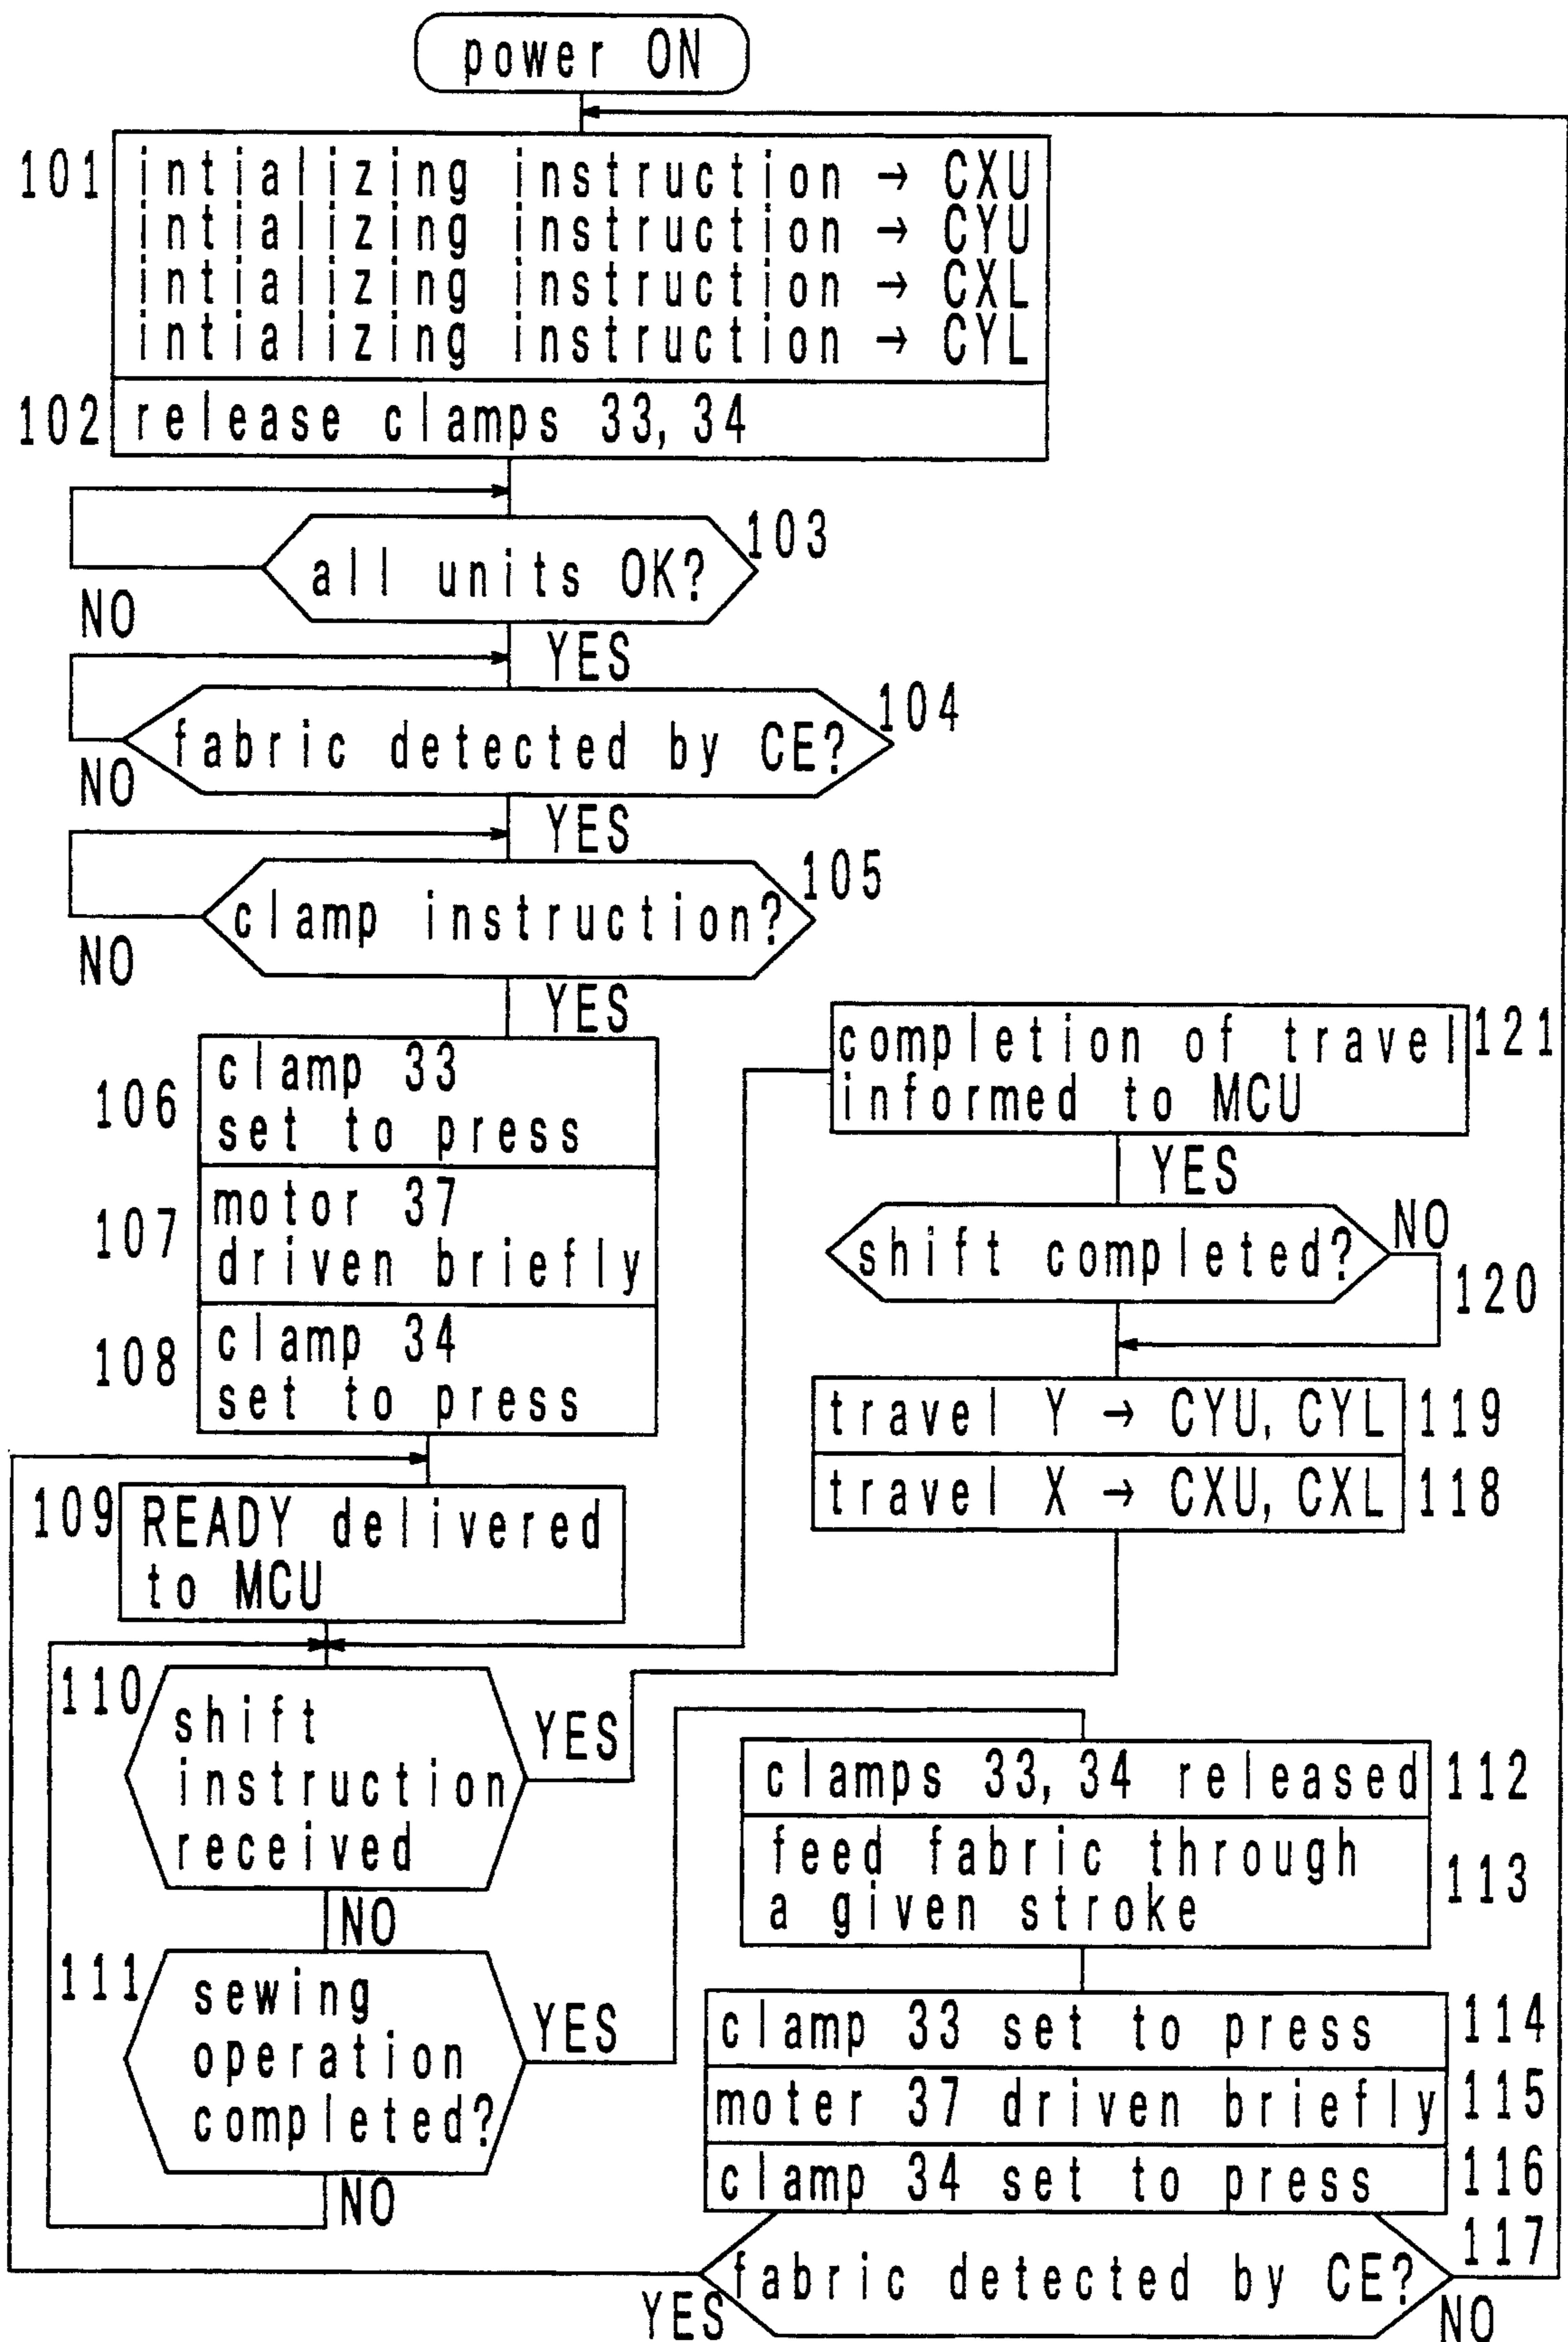 power ON
101
intializing instruction → CXU
intializing instruction → CYU
intializing instruction → CXL
intializing instruction → CYL
102
release clamps 33, 34
103
all units OK?
NO
YES
104
fabric detected by CE?
NO
YES
105
clamp instruction?
NO
YES
106
clamp 33
set to press
107
motor 37
driven briefly
108
clamp 34
set to press
109
READY delivered
to MCU
110
shift
instruction
received
YES
NO
111
sewing
operation
completed?
YES
NO
completion of travel
informed to MCU
121
YES
shift completed?
NO
120
travel Y → CYU, CYL
119
travel X → CXU, CXL
118
clamps 33, 34 released
112
feed fabric through
a given stroke
113
clamp 33 set to press
114
moter 37 driven briefly
115
clamp 34 set to press
116
117
fabric detected by CE?
YES
NO